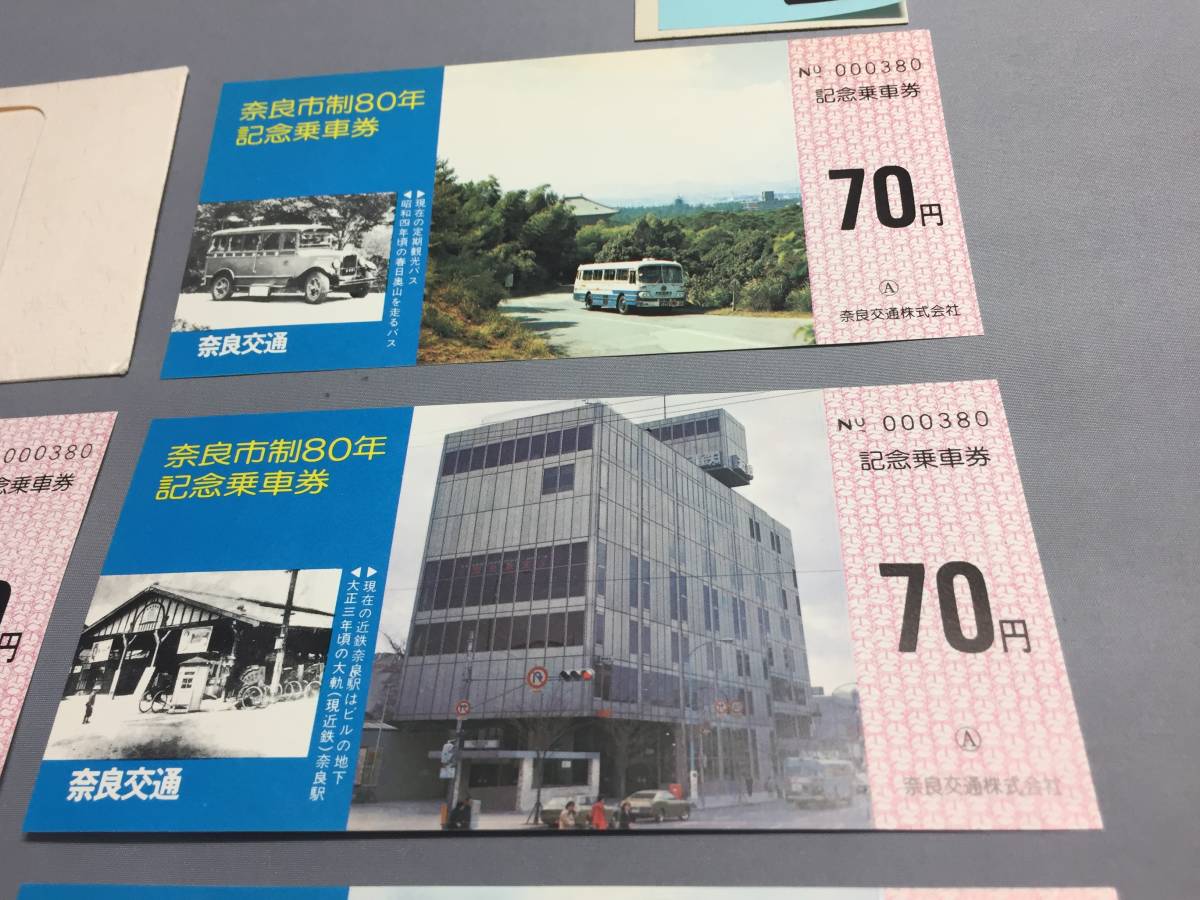 奈良市制80年
記念乗車券
▶現在の定期観光バス
◀昭和四年頃の春日奥山を走るバス
奈良交通
NU 000380
記念乗車券
70円
Ⓐ
奈良交通株式会社
000380
念乗車券
円
奈良市制80年
記念乗車券
▶現在の近鉄奈良駅はビルの地下
◀大正三年頃の大軌(現近鉄)奈良駅
奈良交通
NU 000380
記念乗車券
70円
Ⓐ
奈良交通株式会社